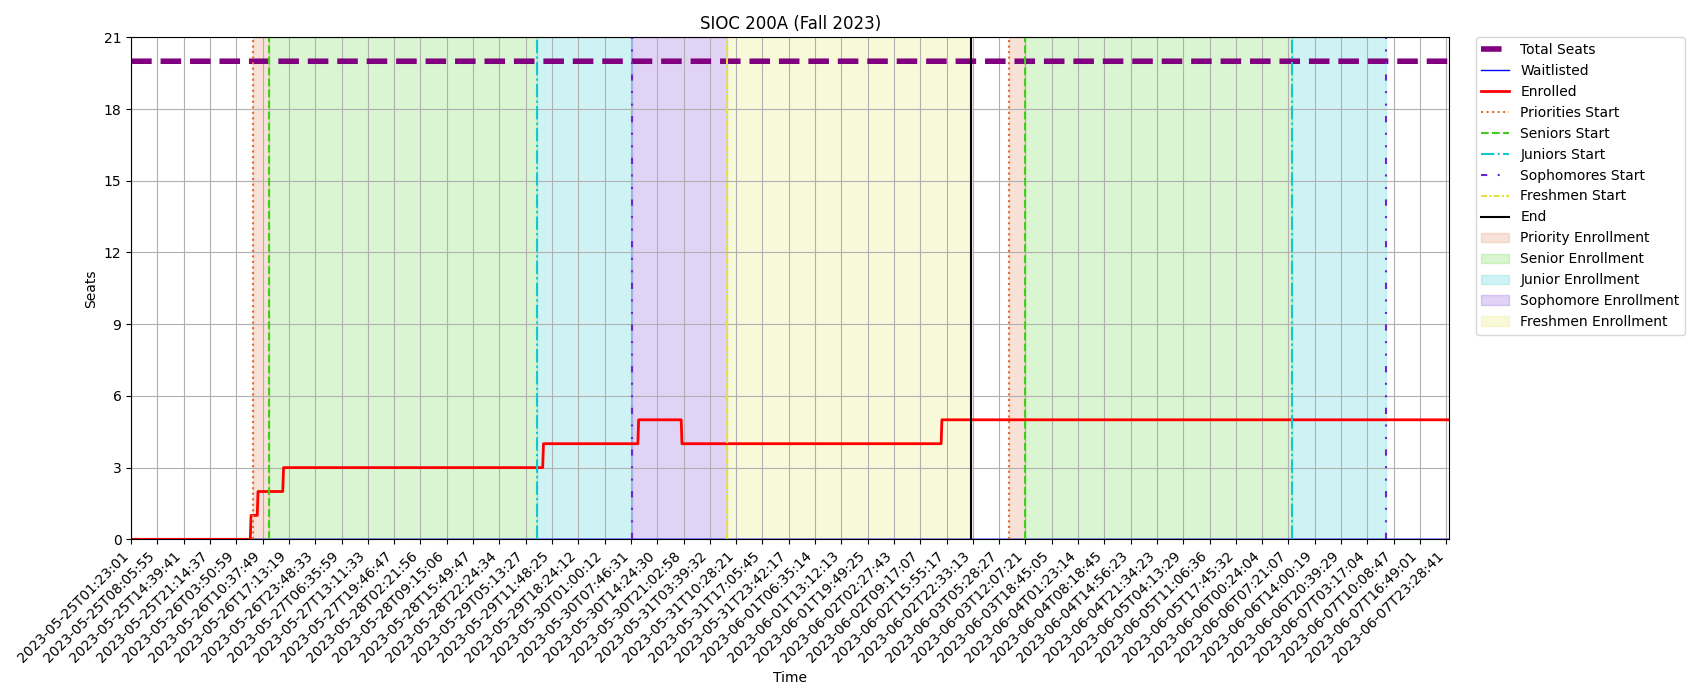 SIOC 200A (Fall 2023)
21
18
15
12
9
6
3
0
Seats
2023-05-25T01:23:01
2023-05-25T08:05:55
2023-05-25T14:39:41
2023-05-25T21:14:37
2023-05-26T03:50:59
2023-05-26T10:37:49
2023-05-26T17:13:19
2023-05-26T23:48:33
2023-05-27T06:35:59
2023-05-27T13:11:33
2023-05-27T19:46:47
2023-05-28T02:21:56
2023-05-28T09:15:06
2023-05-28T15:49:47
2023-05-28T22:24:34
2023-05-29T05:13:27
2023-05-29T11:48:25
2023-05-29T18:24:12
2023-05-30T01:00:12
2023-05-30T07:46:31
2023-05-30T14:24:30
2023-05-30T21:02:58
2023-05-31T03:39:32
2023-05-31T10:28:21
2023-05-31T17:05:45
2023-05-31T23:42:17
2023-06-01T06:35:14
2023-06-01T13:12:13
2023-06-01T19:49:25
2023-06-02T02:27:43
2023-06-02T09:17:07
2023-06-02T15:55:17
2023-06-02T22:33:13
2023-06-03T05:28:27
2023-06-03T12:07:21
2023-06-03T18:45:05
2023-06-04T01:23:14
2023-06-04T08:18:45
2023-06-04T14:56:23
2023-06-04T21:34:23
2023-06-05T04:13:29
2023-06-05T11:06:36
2023-06-05T17:45:32
2023-06-06T00:24:04
2023-06-06T07:21:07
2023-06-06T14:00:19
2023-06-06T20:39:29
2023-06-07T03:17:04
2023-06-07T10:08:47
2023-06-07T16:49:01
2023-06-07T23:28:41
Time
Total Seats
Waitlisted
Enrolled
Priorities Start
Seniors Start
Juniors Start
Sophomores Start
Freshmen Start
End
Priority Enrollment
Senior Enrollment
Junior Enrollment
Sophomore Enrollment
Freshmen Enrollment